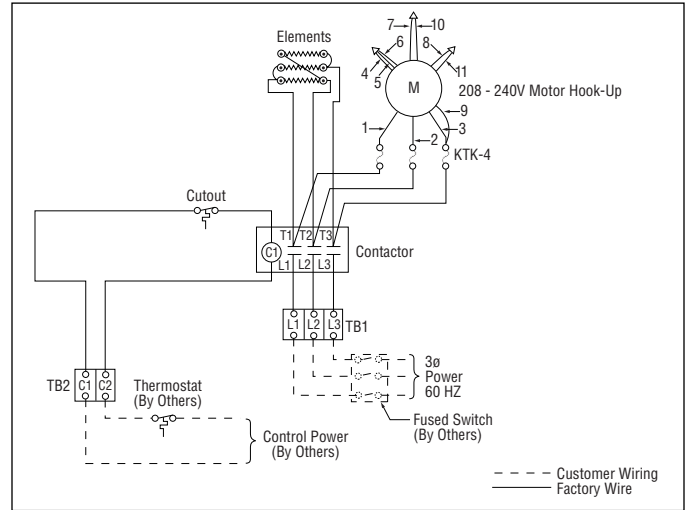 7
10
6
8
4
5
11
Elements
M
208 - 240V Motor Hook-Up
9
1
2
3
KTK-4
Cutout
T1 T2 T3
C1
Contactor
L1 L2 L3
L1 L2 L3
TB1
TB2
C1 C2
Thermostat
(By Others)
3ø
Power
60 HZ
Fused Switch
(By Others)
Control Power
(By Others)
Customer Wiring
Factory Wire